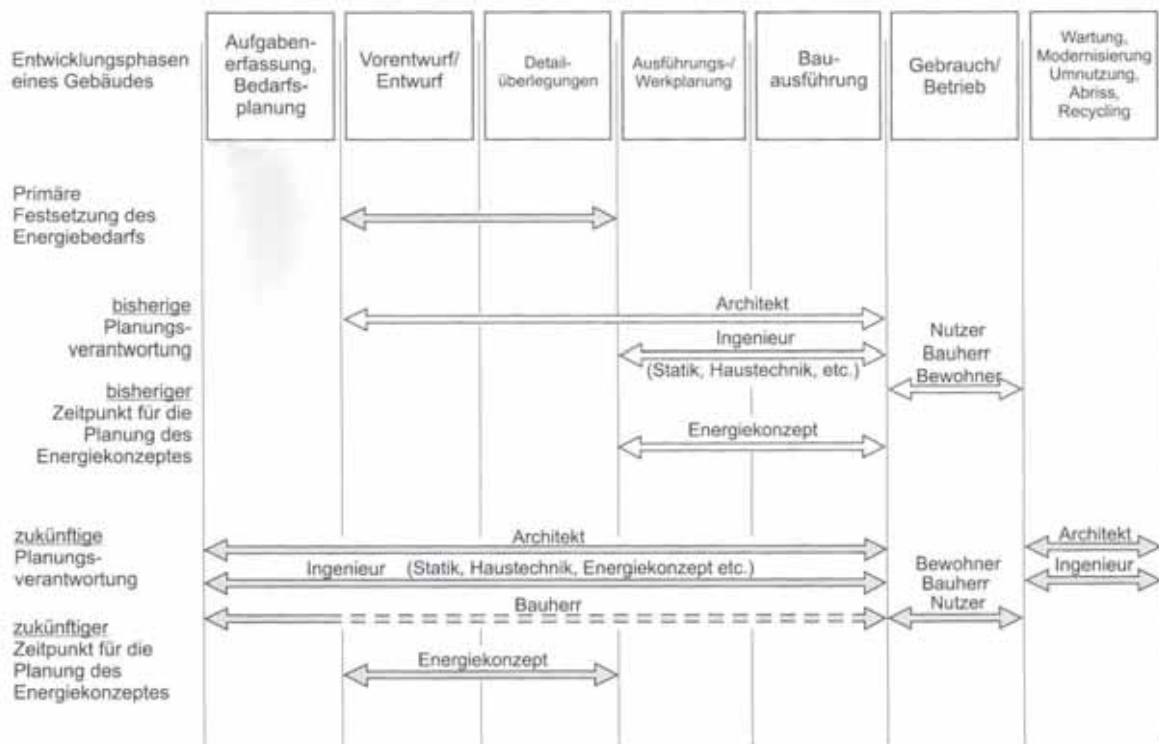 Entwicklungsphasen
eines Gebäudes
Aufgaben-
erfassung,
Bedarfs-
planung
Vorentwurf/
Entwurf
Detail-
überlegungen
Ausführungs-/
Werkplanung
Bau-
ausführung
Gebrauch/
Betrieb
Wartung,
Modernisierung
Umnutzung,
Abriss,
Recycling
Primäre
Festsetzung des
Energiebedarfs
bisherige
Planungs-
verantwortung
Architekt
Ingenieur
(Statik, Haustechnik, etc.)
Nutzer
Bauherr
Bewohner
bisheriger
Zeitpunkt für die
Planung des
Energiekonzeptes
Energiekonzept
zukünftige
Planungs-
verantwortung
Architekt
Ingenieur (Statik, Haustechnik, Energiekonzept etc.)
Bauherr
Bewohner
Bauherr
Nutzer
Architekt
Ingenieur
zukünftiger
Zeitpunkt für die
Planung des
Energiekonzeptes
Energiekonzept